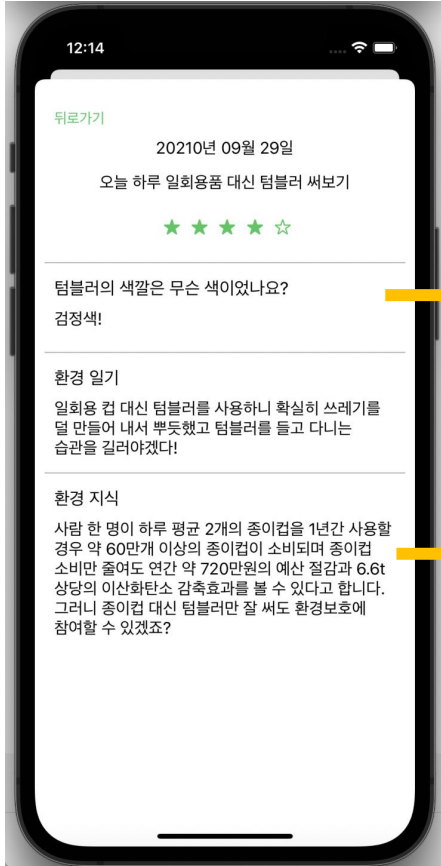 12:14
뒤로가기
20210년 09월 29일
오늘 하루 일회용품 대신 텀블러 써보기
텀블러의 색깔은 무슨 색이었나요?
검정색!
환경 일기
일회용 컵 대신 텀블러를 사용하니 확실히 쓰레기를
덜 만들어 내서 뿌듯했고 텀블러를 들고 다니는
습관을 길러야겠다!
환경 지식
사람 한 명이 하루 평균 2개의 종이컵을 1년간 사용할
경우 약 60만개 이상의 종이컵이 소비되며 종이컵
소비만 줄여도 연간 약 720만원의 예산 절감과 6.6t
상당의 이산화탄소 감축효과를 볼 수 있다고 합니다.
그러니 종이컵 대신 텀블러만 잘 써도 환경보호에
참여할 수 있겠죠?